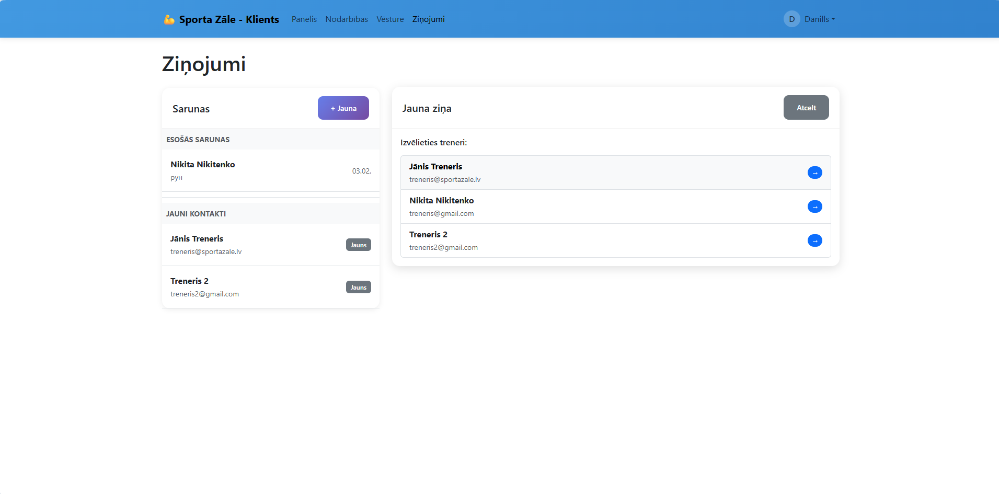 💪 Sporta Zāle - Klients Panelis Nodarbības Vēsture Ziņojumi D Danills
Ziņojumi
Sarunas + Jauna
ESOŠĀS SARUNAS
Nikita Nikitenko
рун
03.02.
JAUNI KONTAKTI
Jānis Treneris
treneris@sportazale.lv
Jauns
Treneris 2
treneris2@gmail.com
Jauns
Jauna ziņa Atcelt
Izvēlieties treneri:
Jānis Treneris
treneris@sportazale.lv
→
Nikita Nikitenko
treneris@gmail.com
→
Treneris 2
treneris2@gmail.com
→